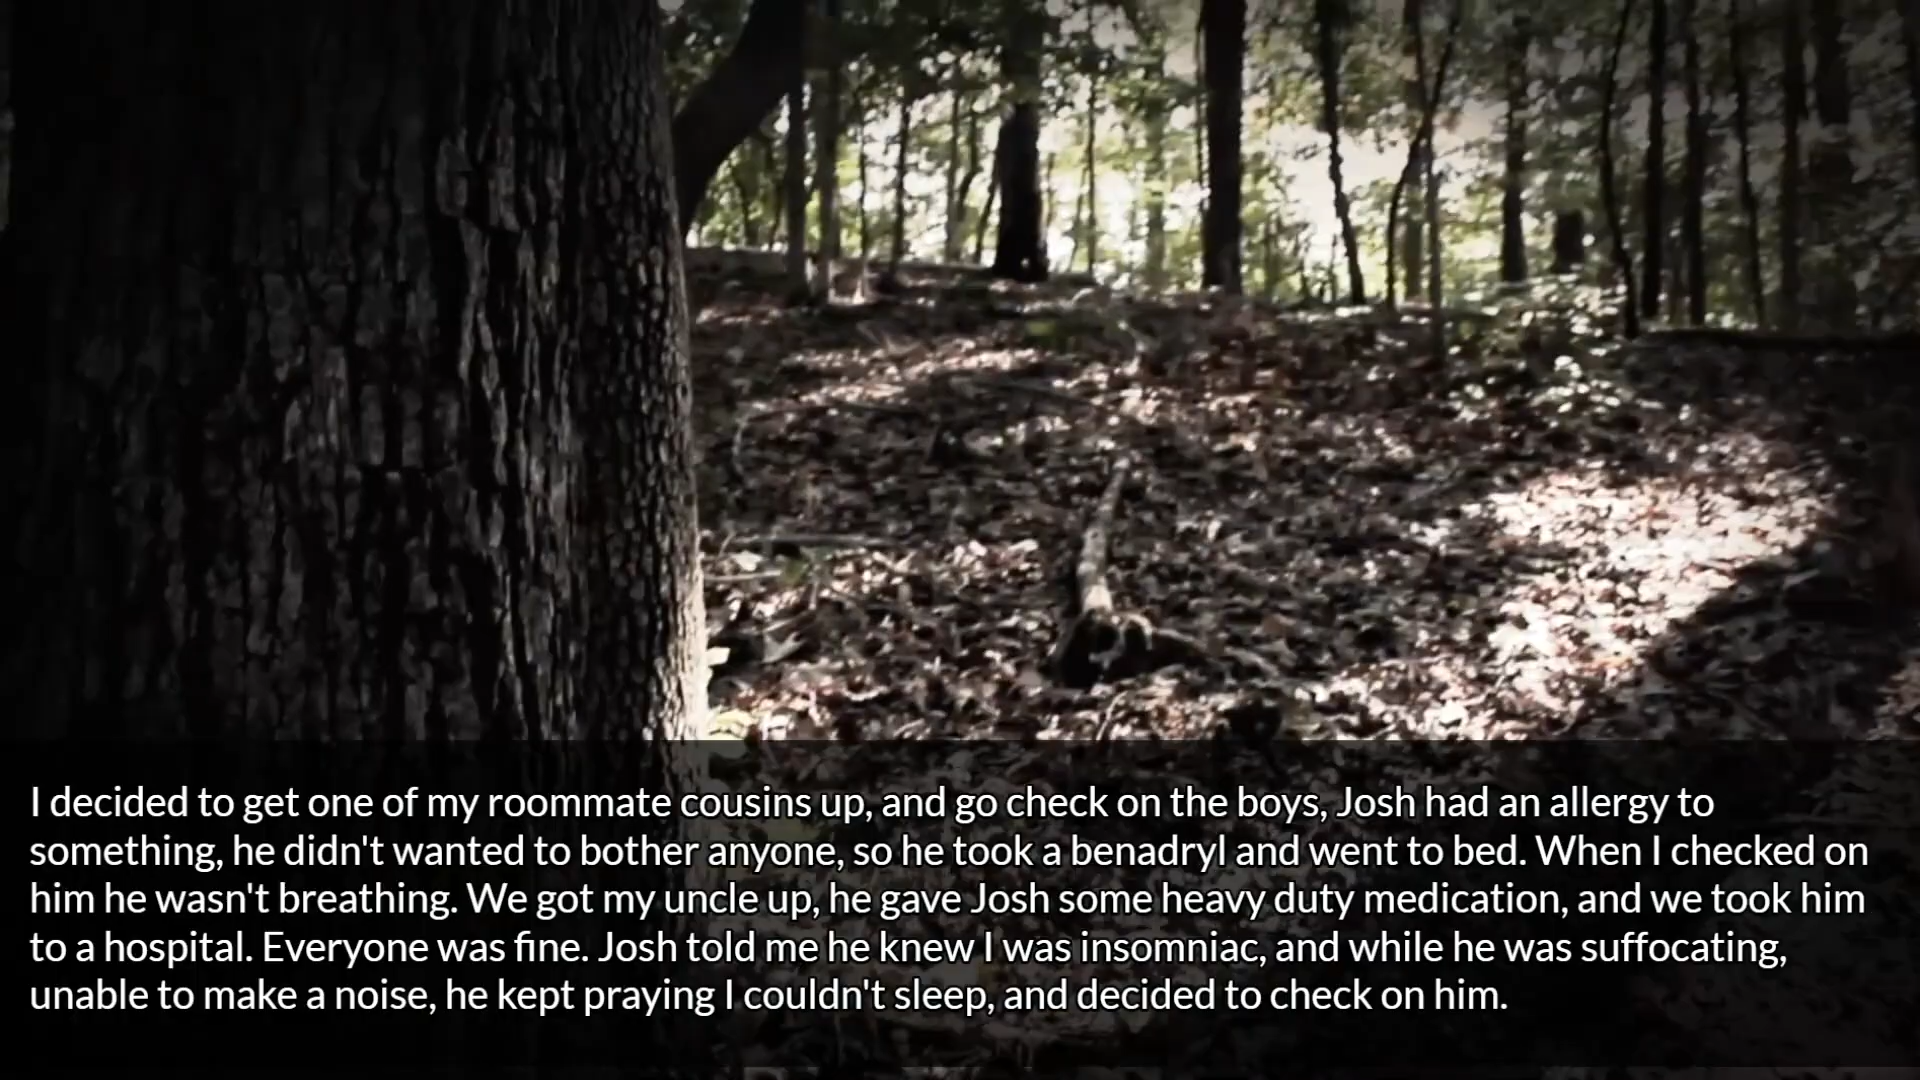 I decided to get one of my roommate cousins up, and go check on the boys, Josh had an allergy to
something, he didn't wanted to bother anyone, so he took a benadryl and went to bed. When I checked on
him he wasn't breathing. We got my uncle up, he gave Josh some heavy duty medication, and we took him
to a hospital. Everyone was fine. Josh told me he knew I was insomniac, and while he was suffocating,
unable to make a noise, he kept praying I couldn't sleep, and decided to check on him.